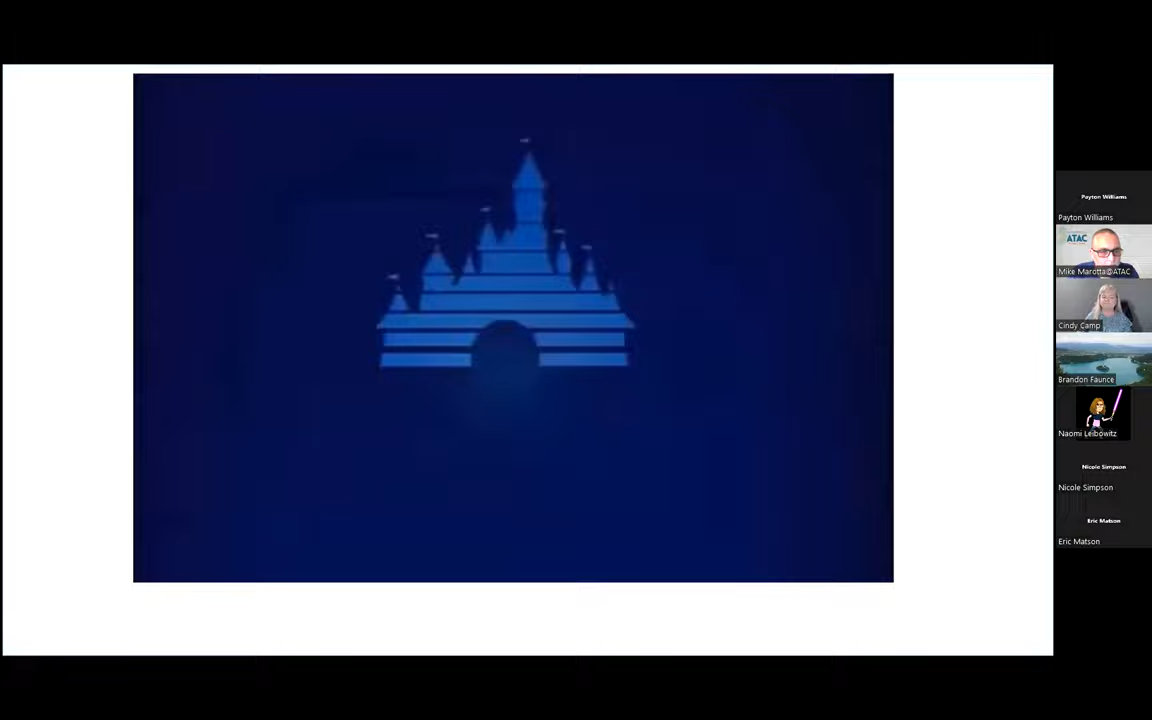 Payton Williams
Payton Williams
ATAC
Mike Marotta@ATAC
Cindy Camp
Brandon Faunce
Naomi Leibowitz
Nicole Simpson
Nicole Simpson
Eric Matson
Eric Matson